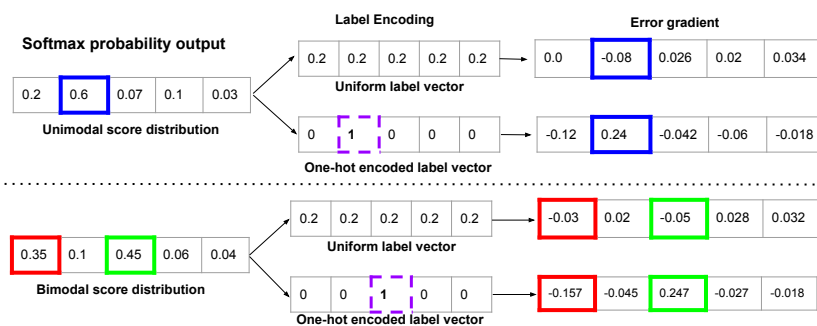 Label Encoding
Error gradient
Softmax probability output
0.2 0.2 0.2 0.2 0.2
0.0 -0.08 0.026 0.02 0.034
Uniform label vector
0.2 0.6 0.07 0.1 0.03
Unimodal score distribution
0 1 0 0 0
-0.12 0.24 -0.042 -0.06 -0.018
One-hot encoded label vector
0.2 0.2 0.2 0.2 0.2
-0.03 0.02 -0.05 0.028 0.032
Uniform label vector
0.35 0.1 0.45 0.06 0.04
Bimodal score distribution
0 0 1 0 0
-0.157 -0.045 0.247 -0.027 -0.018
One-hot encoded label vector